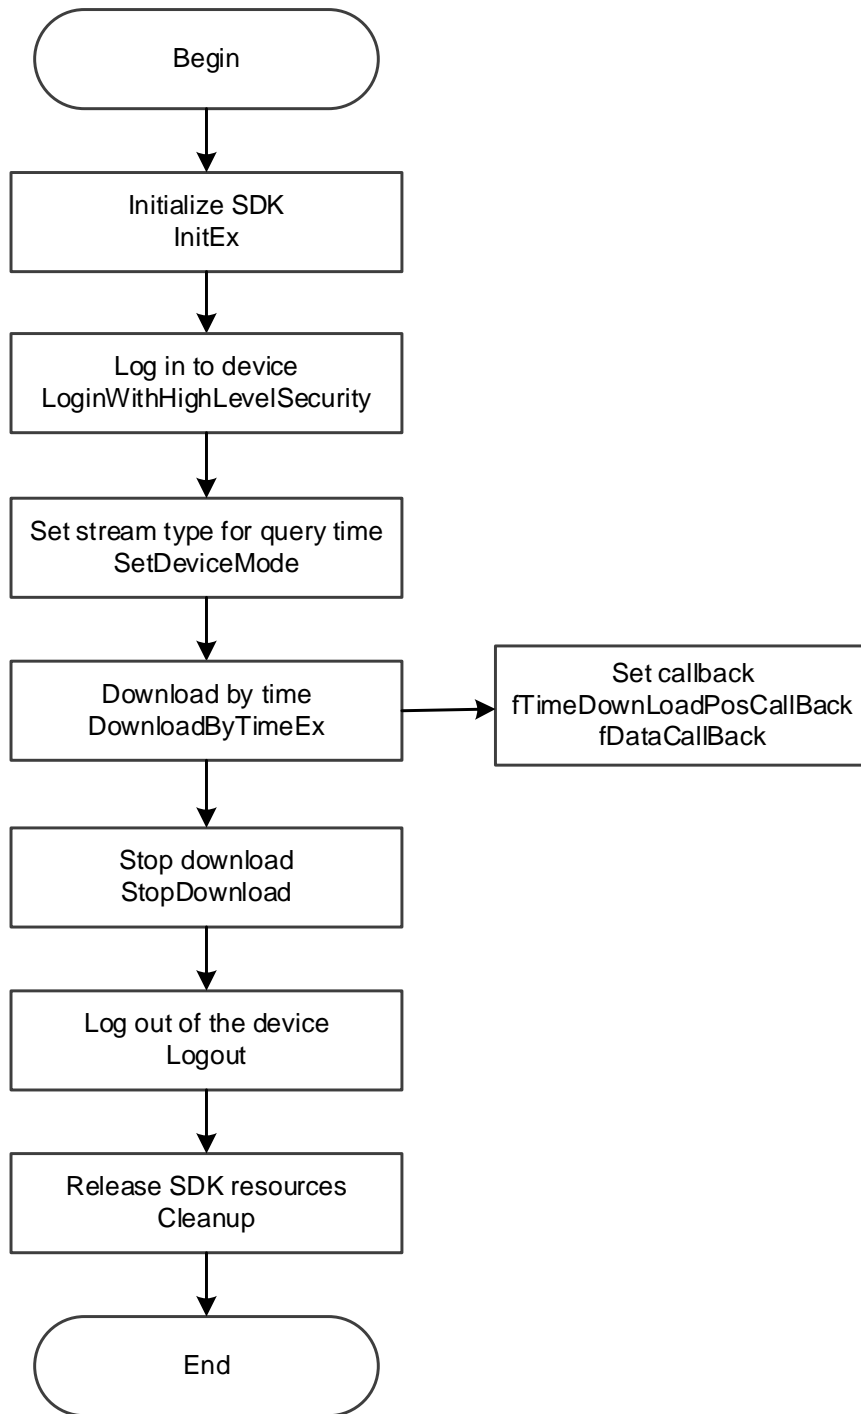 Begin
Initialize SDK
InitEx
Log in to device
LoginWithHighLevelSecurity
Set stream type for query time
SetDeviceMode
Download by time
DownloadByTimeEx
Set callback
fTimeDownLoadPosCallBack
fDataCallBack
Stop download
StopDownload
Log out of the device
Logout
Release SDK resources
Cleanup
End